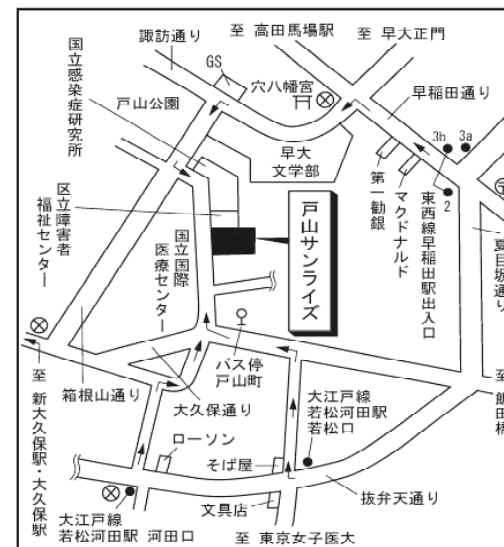 諏訪通り
至 高田馬場駅
至 早大正門
国立感染症研究所
GS
穴八幡宮
早稲田通り
戸山公園
3b
3a
早大
文学部
第一勧銀
マクドナルド
2
東西線早稲田駅出入口
区立障害者
福祉センター
国立国際
医療センター
戸山サンライズ
夏目坂通り
バス停
戸山町
至 新大久保駅・大久保駅
箱根山通り
大久保通り
大江戸線
若松河田駅
若松口
ローソン
そば屋
抜弁天通り
文具店
大江戸線
若松河田駅 河田口
至 東京女子医大